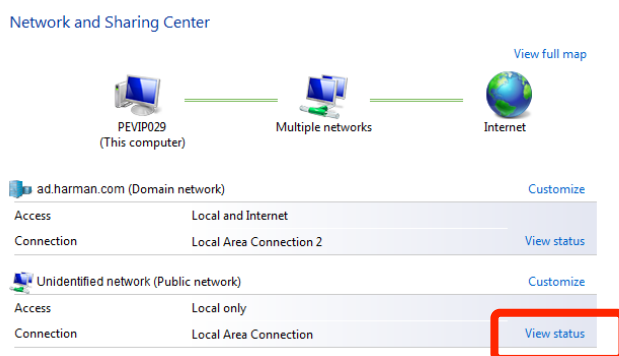 Network and Sharing Center
View full map
PEVIP029
(This computer)
Multiple networks
Internet
ad.harman.com (Domain network)
Customize
Access Local and Internet
Connection Local Area Connection 2 View status
Unidentified network (Public network)
Customize
Access Local only
Connection Local Area Connection View status